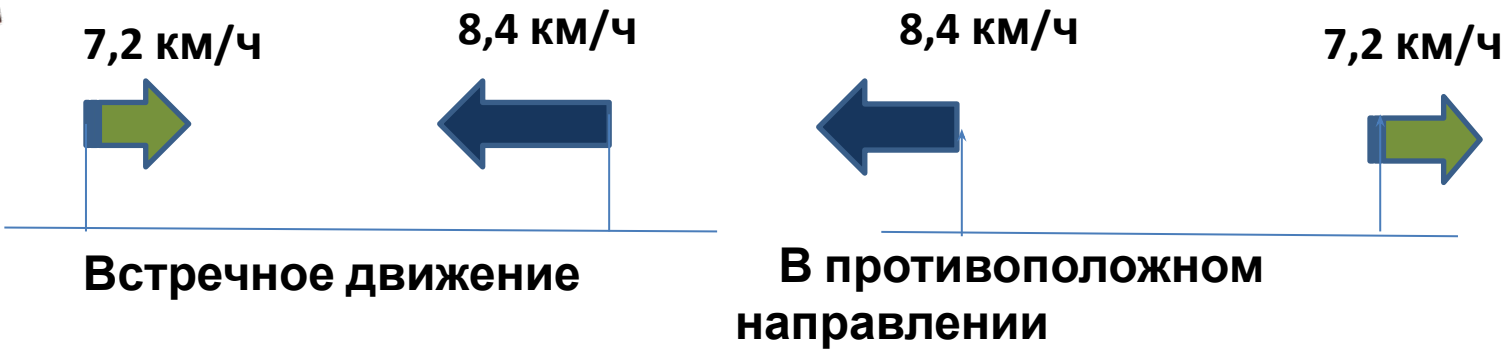 7,2 км/ч
8,4 км/ч
8,4 км/ч
7,2 км/ч
Встречное движение
В противоположном
направлении